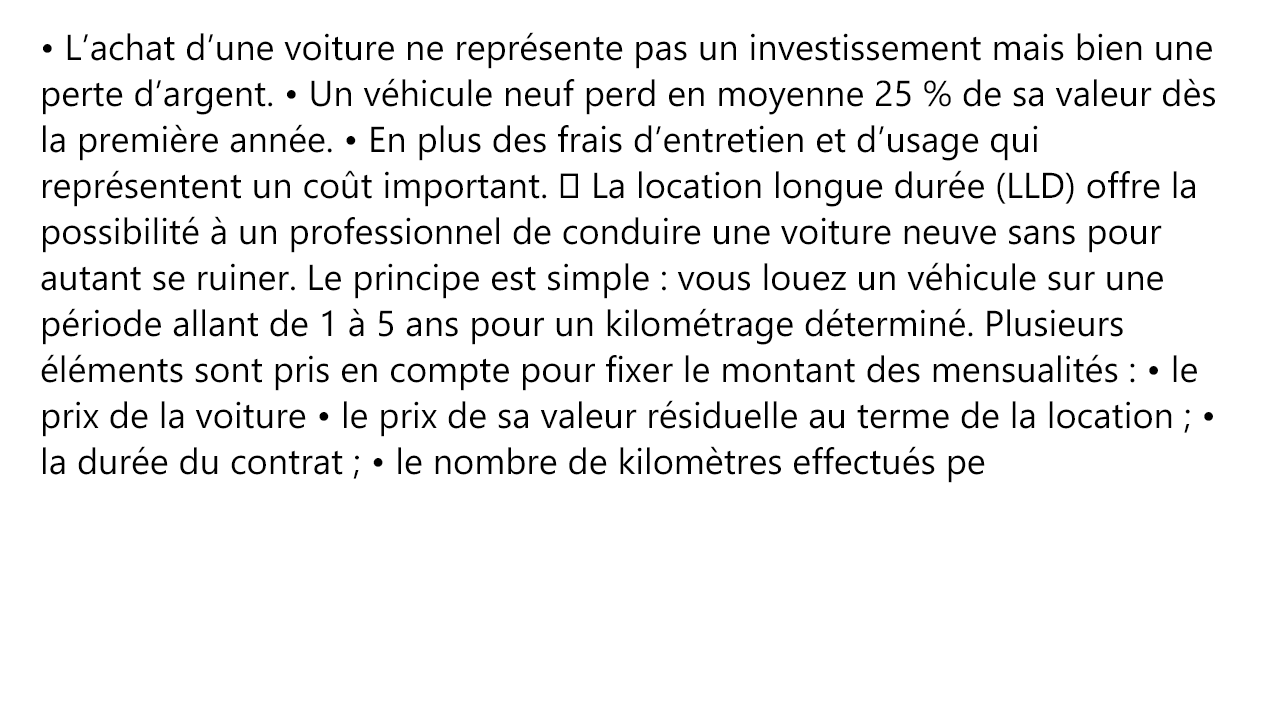 • L’achat d’une voiture ne représente pas un investissement mais bien une
perte d’argent. • Un véhicule neuf perd en moyenne 25 % de sa valeur dès
la première année. • En plus des frais d’entretien et d’usage qui
représentent un coût important. □ La location longue durée (LLD) offre la
possibilité à un professionnel de conduire une voiture neuve sans pour
autant se ruiner. Le principe est simple : vous louez un véhicule sur une
période allant de 1 à 5 ans pour un kilométrage déterminé. Plusieurs
éléments sont pris en compte pour fixer le montant des mensualités : • le
prix de la voiture • le prix de sa valeur résiduelle au terme de la location ; •
la durée du contrat ; • le nombre de kilomètres effectués pe